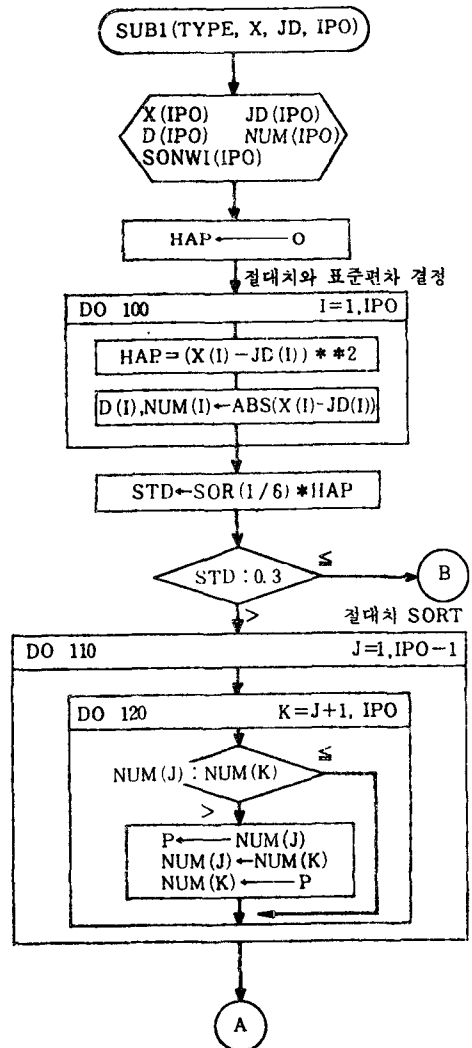 SUB1(TYPE, X, JD, IPO)
X(IPO) JD(IPO)
D(IPO) NUM(IPO)
SONWI(IPO)
HAP ← O
절대치와 표준편차 결정
DO 100 I=1,IPO
HAP=(X(I)-JD(I))**2
D(I),NUM(I)←ABS(X(I)-JD(I))
STD←SOR(1/6)*HAP
STD : 0.3
≦
B
>
절대치 SORT
DO 110 J=1,IPO-1
DO 120 K=J+1, IPO
NUM(J) : NUM(K)
≦
>
P← NUM(J)
NUM(J)←NUM(K)
NUM(K)← P
A